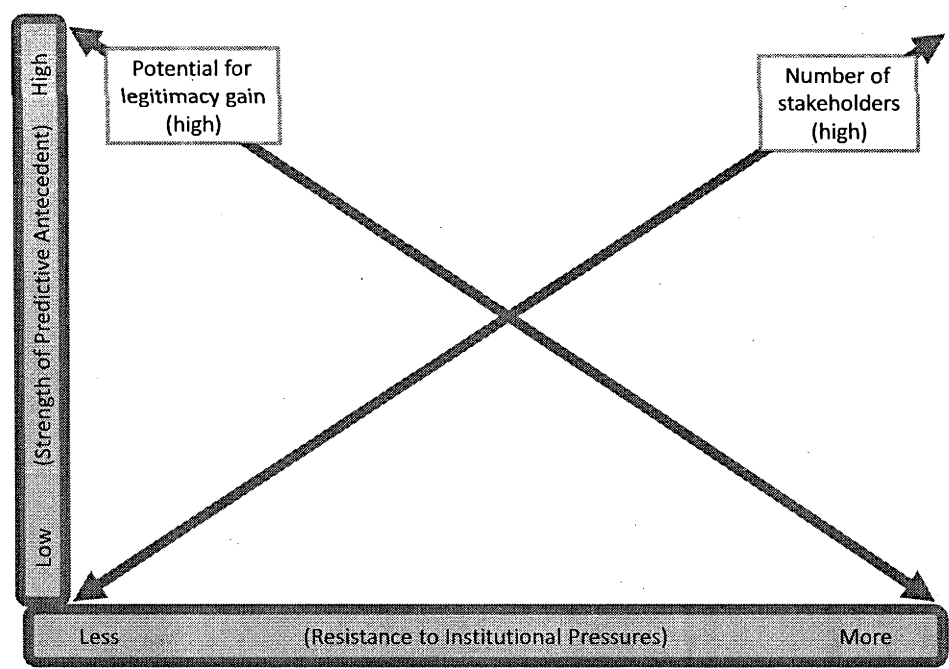 High
(Strength of Predictive Antecedent)
Low
Potential for
legitimacy gain
(high)
Number of
stakeholders
(high)
Less
(Resistance to Institutional Pressures)
More